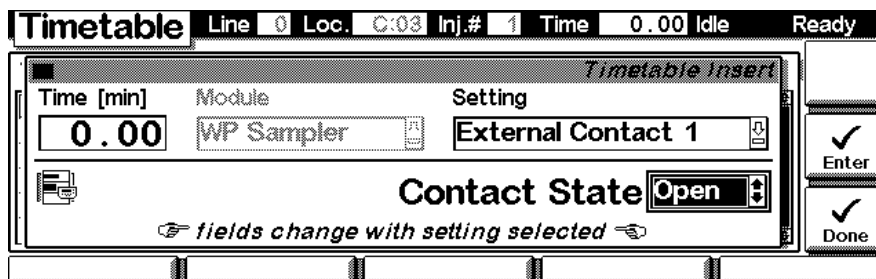 Timetable Line 0 Loc. C:03 Inj.# 1 Time 0.00 Idle Ready
Timetable Insert
Time [min] Module Setting
0.00 WP Sampler External Contact 1
Enter
Contact State Open
fields change with setting selected
Done